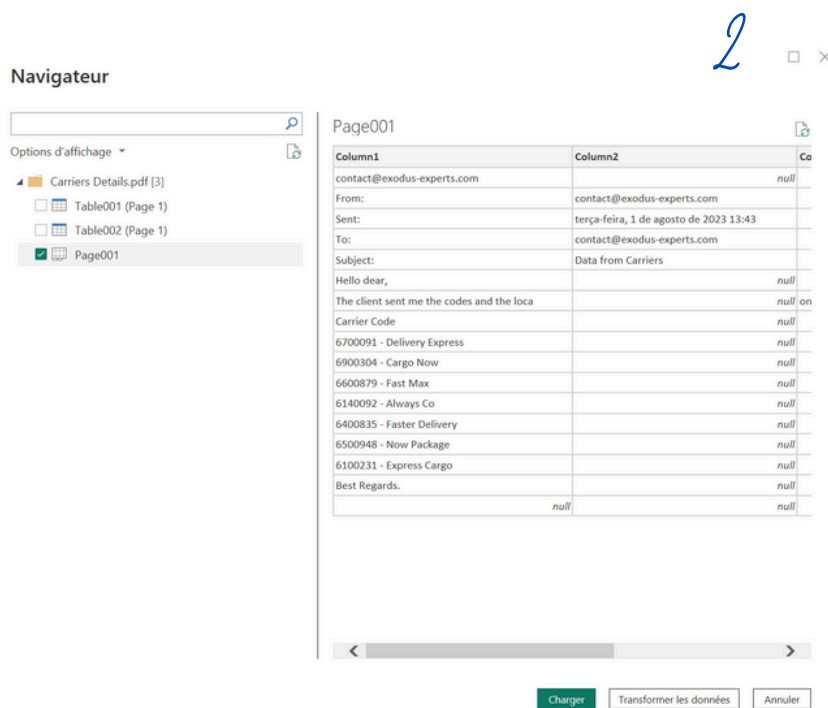 2
Navigateur
Options d'affichage
Carriers Details.pdf [3]
Table001 (Page 1)
Table002 (Page 1)
Page001
Page001
Column1 Column2 Co
contact@exodus-experts.com null
From: contact@exodus-experts.com
Sent: terça-feira, 1 de agosto de 2023 13:43
To: contact@exodus-experts.com
Subject: Data from Carriers
Hello dear, null
The client sent me the codes and the loca null on
Carrier Code null
6700091 - Delivery Express null
6900304 - Cargo Now null
6600879 - Fast Max null
6140092 - Always Co null
6400835 - Faster Delivery null
6500948 - Now Package null
6100231 - Express Cargo null
Best Regards. null
null null
Charger Transformer les données Annuler